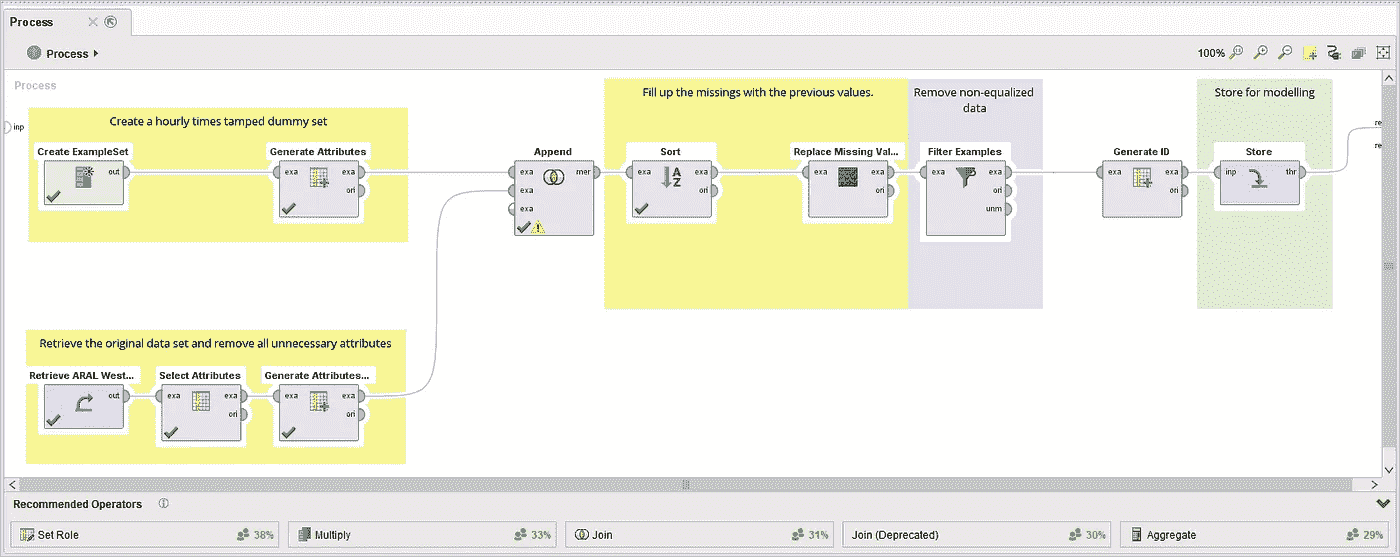 Process
Process
100%
Process
inp
Create a hourly times tamped dummy set
Create ExampleSet
out
Generate Attributes
exa
exa
ori
Append
exa
mer
exa
exa
Fill up the missings with the previous values.
Sort
exa
exa
ori
Replace Missing Val...
exa
exa
ori
Remove non-equalized
data
Filter Examples
exa
exa
ori
unm
Generate ID
exa
exa
ori
Store for modelling
Store
inp
thr
re
re
Retrieve the original data set and remove all unnecessary attributes
Retrieve ARAL West...
out
Select Attributes
exa
exa
ori
Generate Attributes...
exa
exa
ori
Recommended Operators
Set Role
38%
Multiply
33%
Join
31%
Join (Deprecated)
30%
Aggregate
29%